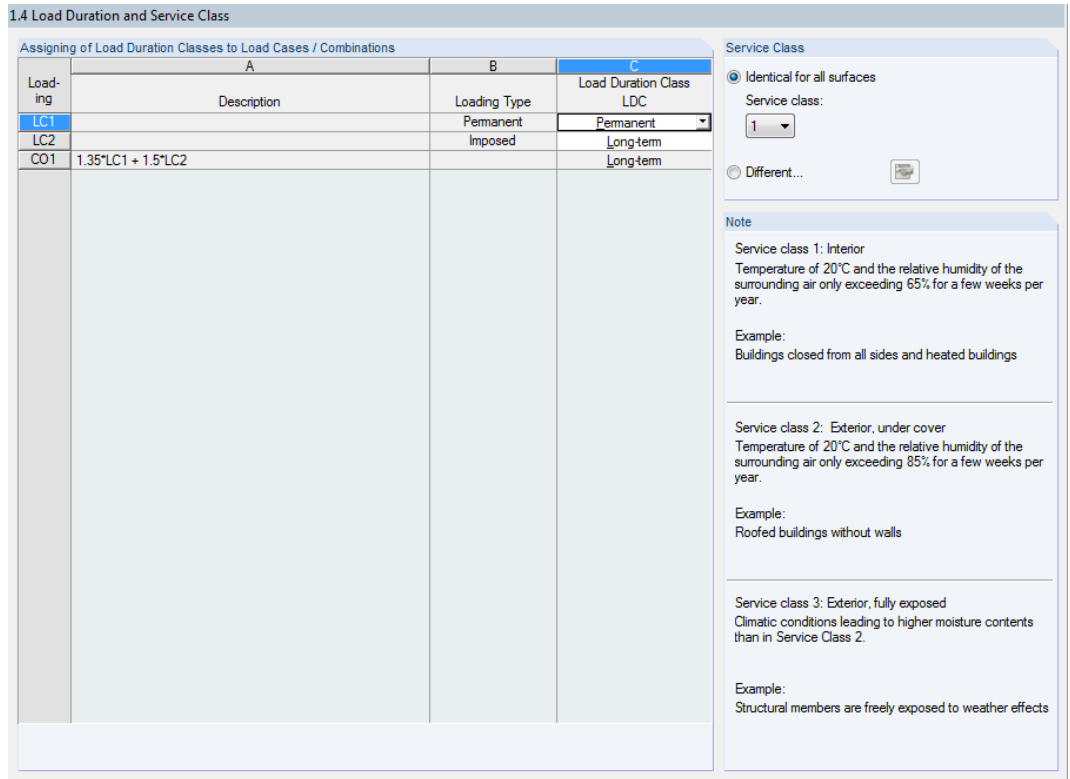 1.4 Load Duration and Service Class
Assigning of Load Duration Classes to Load Cases / Combinations
A
B
C
Load-
ing
Description
Loading Type
Load Duration Class
LDC
LC1
Permanent
Permanent
LC2
Imposed
Long-term
CO1
1.35*LC1 + 1.5*LC2
Long-term
Service Class
Identical for all surfaces
Service class:
1
Different...
Note
Service class 1: Interior
Temperature of 20°C and the relative humidity of the
surrounding air only exceeding 65% for a few weeks per
year.
Example:
Buildings closed from all sides and heated buildings
Service class 2: Exterior, under cover
Temperature of 20°C and the relative humidity of the
surrounding air only exceeding 85% for a few weeks per
year.
Example:
Roofed buildings without walls
Service class 3: Exterior, fully exposed
Climatic conditions leading to higher moisture contents
than in Service Class 2.
Example:
Structural members are freely exposed to weather effects